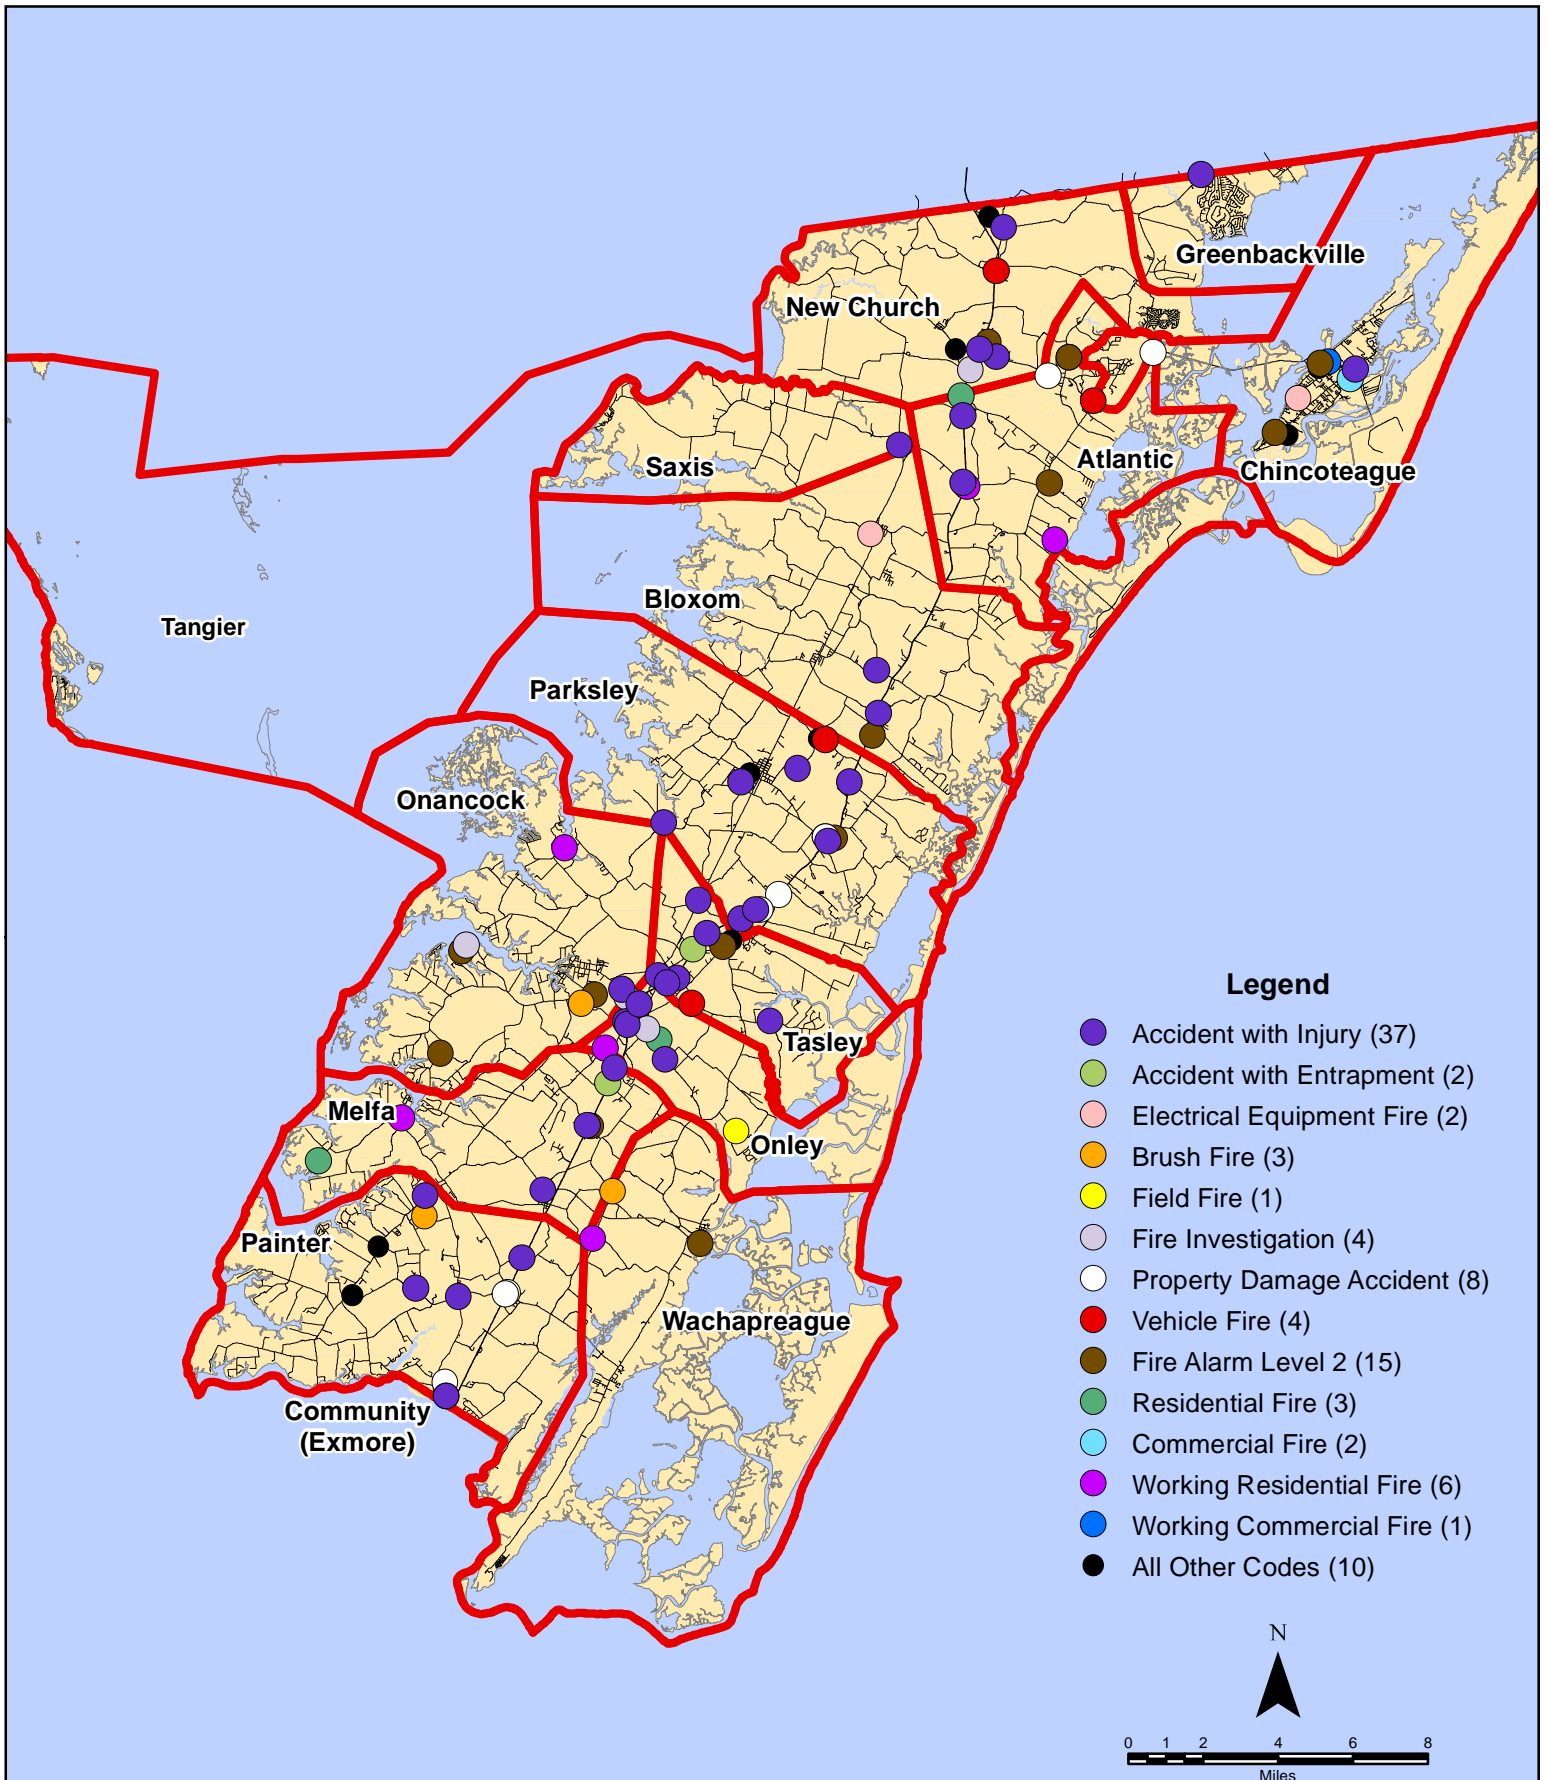 Greenbackville
New Church
Saxis
Atlantic
Chincoteague
Bloxom
Tangier
Parksley
Onancock
Tasley
Melfa
Onley
Painter
Wachapreague
Community
(Exmore)
Legend
Accident with Injury (37)
Accident with Entrapment (2)
Electrical Equipment Fire (2)
Brush Fire (3)
Field Fire (1)
Fire Investigation (4)
Property Damage Accident (8)
Vehicle Fire (4)
Fire Alarm Level 2 (15)
Residential Fire (3)
Commercial Fire (2)
Working Residential Fire (6)
Working Commercial Fire (1)
All Other Codes (10)
N
0 1 2 4 6 8
Miles